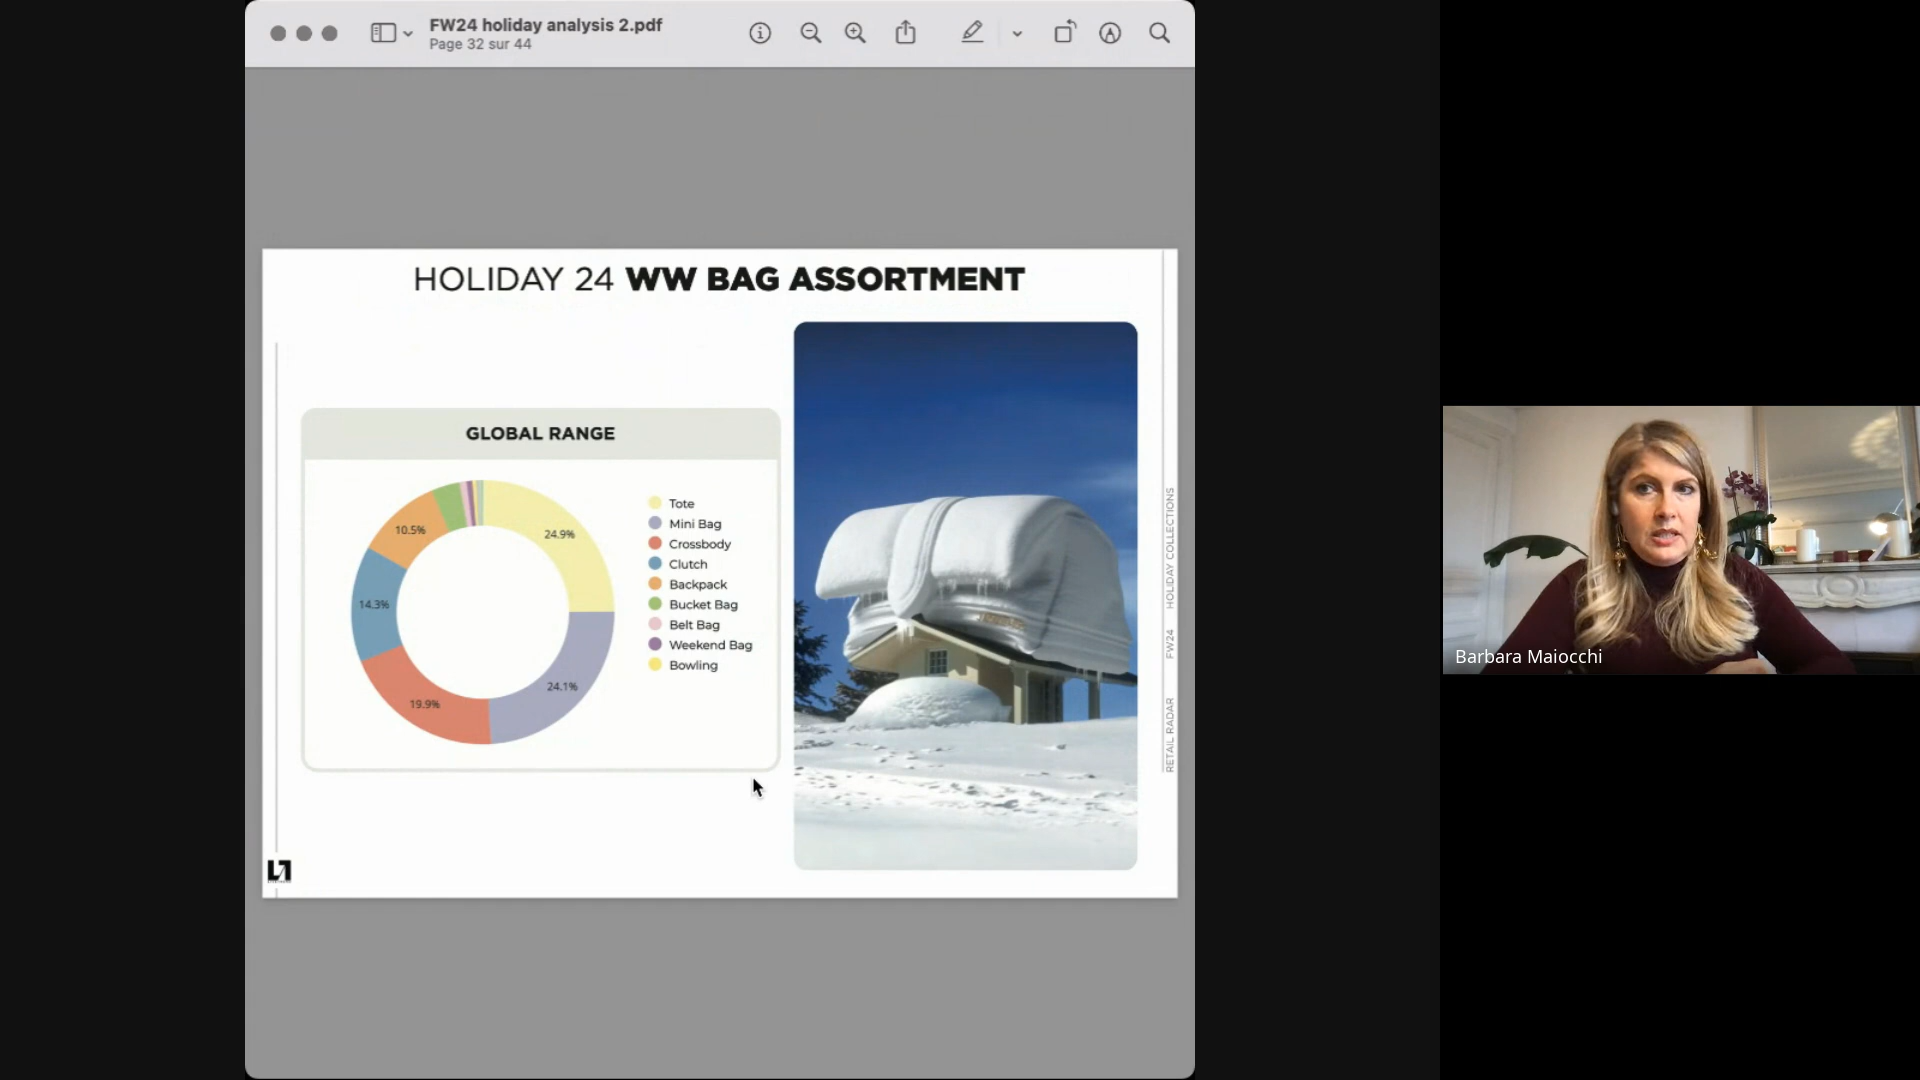 FW24 holiday analysis 2.pdf
Page 32 sur 44
HOLIDAY 24 WW BAG ASSORTMENT
GLOBAL RANGE
24.9%
24.1%
19.9%
14.3%
10.5%
Tote
Mini Bag
Crossbody
Clutch
Backpack
Bucket Bag
Belt Bag
Weekend Bag
Bowling
RETAIL RADAR FW24 HOLIDAY COLLECTIONS
Barbara Maiocchi